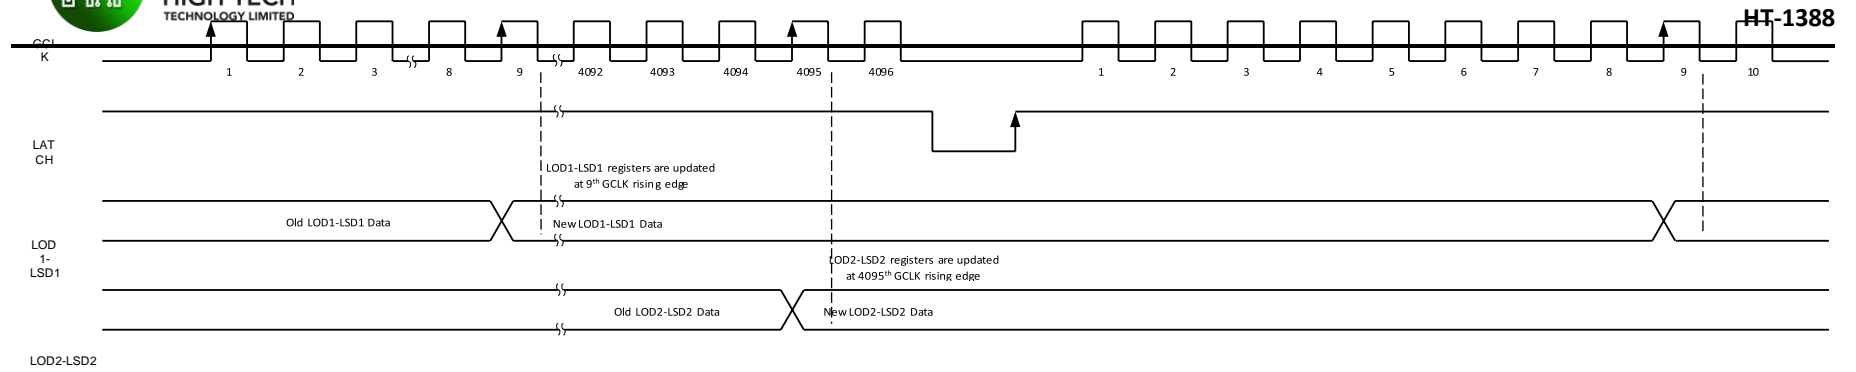 TECHNOLOGY LIMITED
HT-1388
K
1 2 3 8 9 4092 4093 4094 4095 4096 1 2 3 4 5 6 7 8 9 10
LAT
CH
LOD1-LSD1 registers are updated
at 9th GCLK rising edge
Old LOD1-LSD1 Data
New LOD1-LSD1 Data
LOD
1-
LSD1
LOD2-LSD2 registers are updated
at 4095th GCLK rising edge
Old LOD2-LSD2 Data
New LOD2-LSD2 Data
LOD2-LSD2